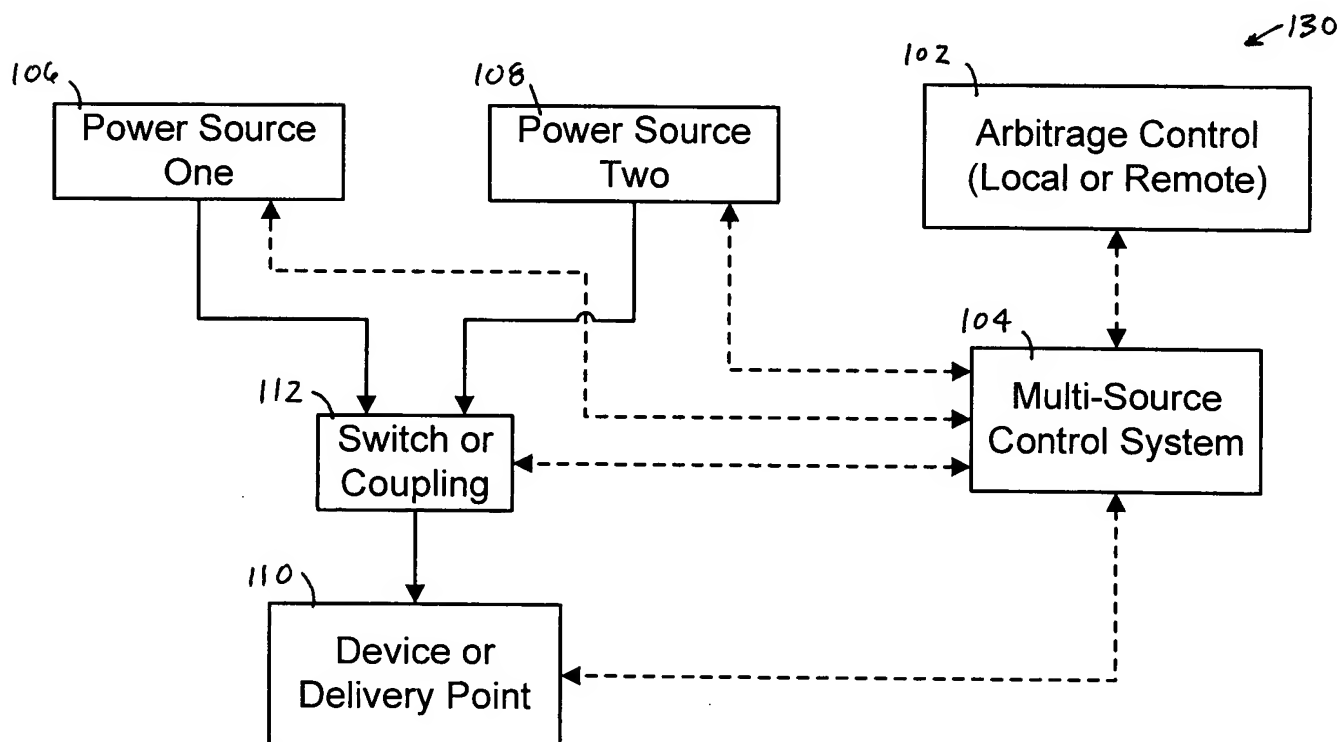 130
106
108
102
Power Source
One
Power Source
Two
Arbitrage Control
(Local or Remote)
104
112
Multi-Source
Control System
Switch or
Coupling
110
Device or
Delivery Point